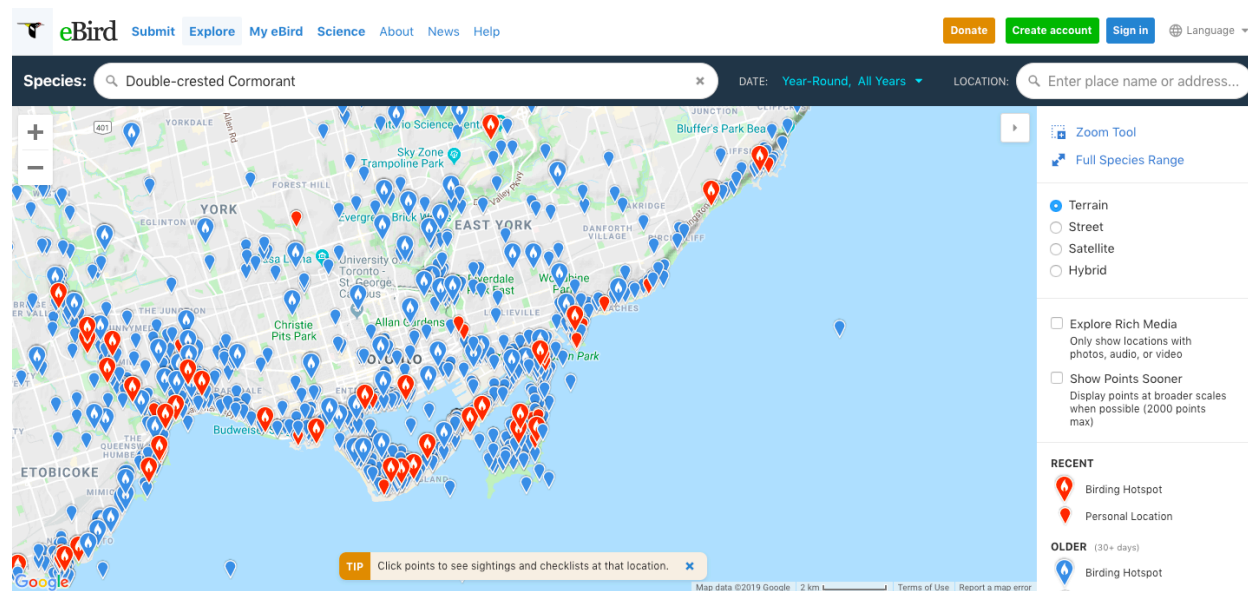 eBird Submit Explore My eBird Science About News Help Donate Create account Sign in Language
Species: Double-crested Cormorant DATE: Year-Round, All Years LOCATION: Enter place name or address...
401
YORKDALE
Allen Rd
Sky Zone
Trampoline Park
JUNCTION
Bluffer's Park Bea
FOREST HILL
YORK
EGLINTON W
EAST YORK
DANFORTH
VILLAGE
University of
Toronto -
St. George
Christie
Pits Park
Allan Gardens
THE JUNCTION
ETOBICOKE
Zoom Tool
Full Species Range
Terrain
Street
Satellite
Hybrid
Explore Rich Media
Only show locations with
photos, audio, or video
Show Points Sooner
Display points at broader scales
when possible (2000 points
max)
RECENT
Birding Hotspot
Personal Location
OLDER (30+ days)
Birding Hotspot
TIP Click points to see sightings and checklists at that location.
Google
Map data ©2019 Google 2 km Terms of Use Report a map error